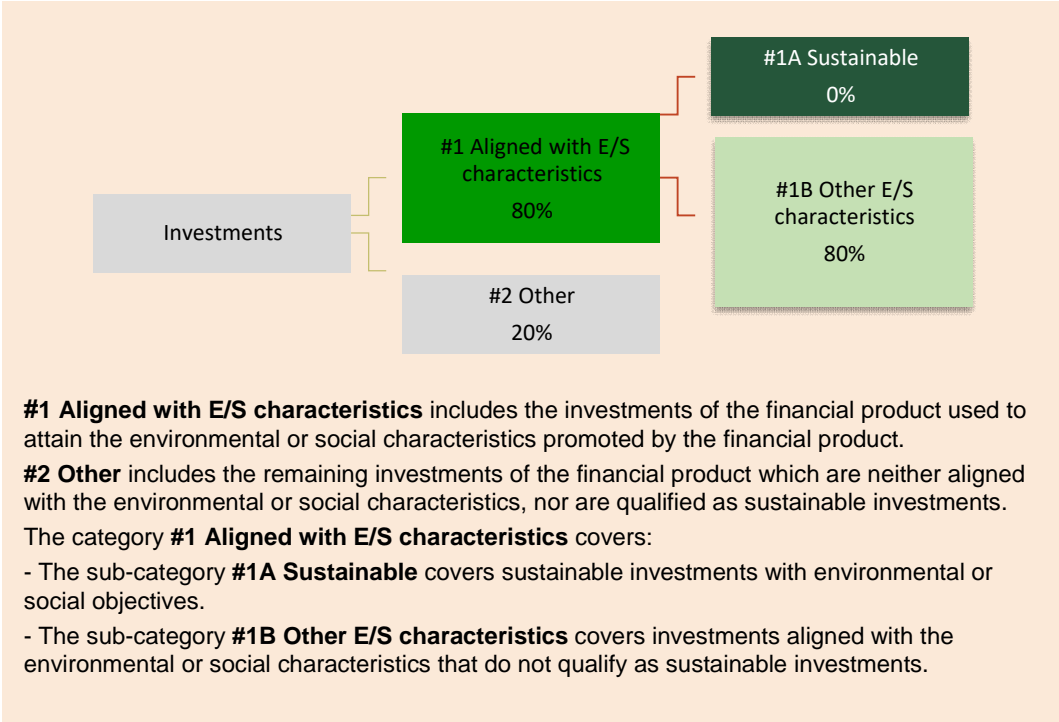 #1A Sustainable
0%
#1 Aligned with E/S
characteristics
80%
#1B Other E/S
characteristics
80%
Investments
#2 Other
20%
#1 Aligned with E/S characteristics includes the investments of the financial product used to
attain the environmental or social characteristics promoted by the financial product.
#2 Other includes the remaining investments of the financial product which are neither aligned
with the environmental or social characteristics, nor are qualified as sustainable investments.
The category #1 Aligned with E/S characteristics covers:
- The sub-category #1A Sustainable covers sustainable investments with environmental or
social objectives.
- The sub-category #1B Other E/S characteristics covers investments aligned with the
environmental or social characteristics that do not qualify as sustainable investments.